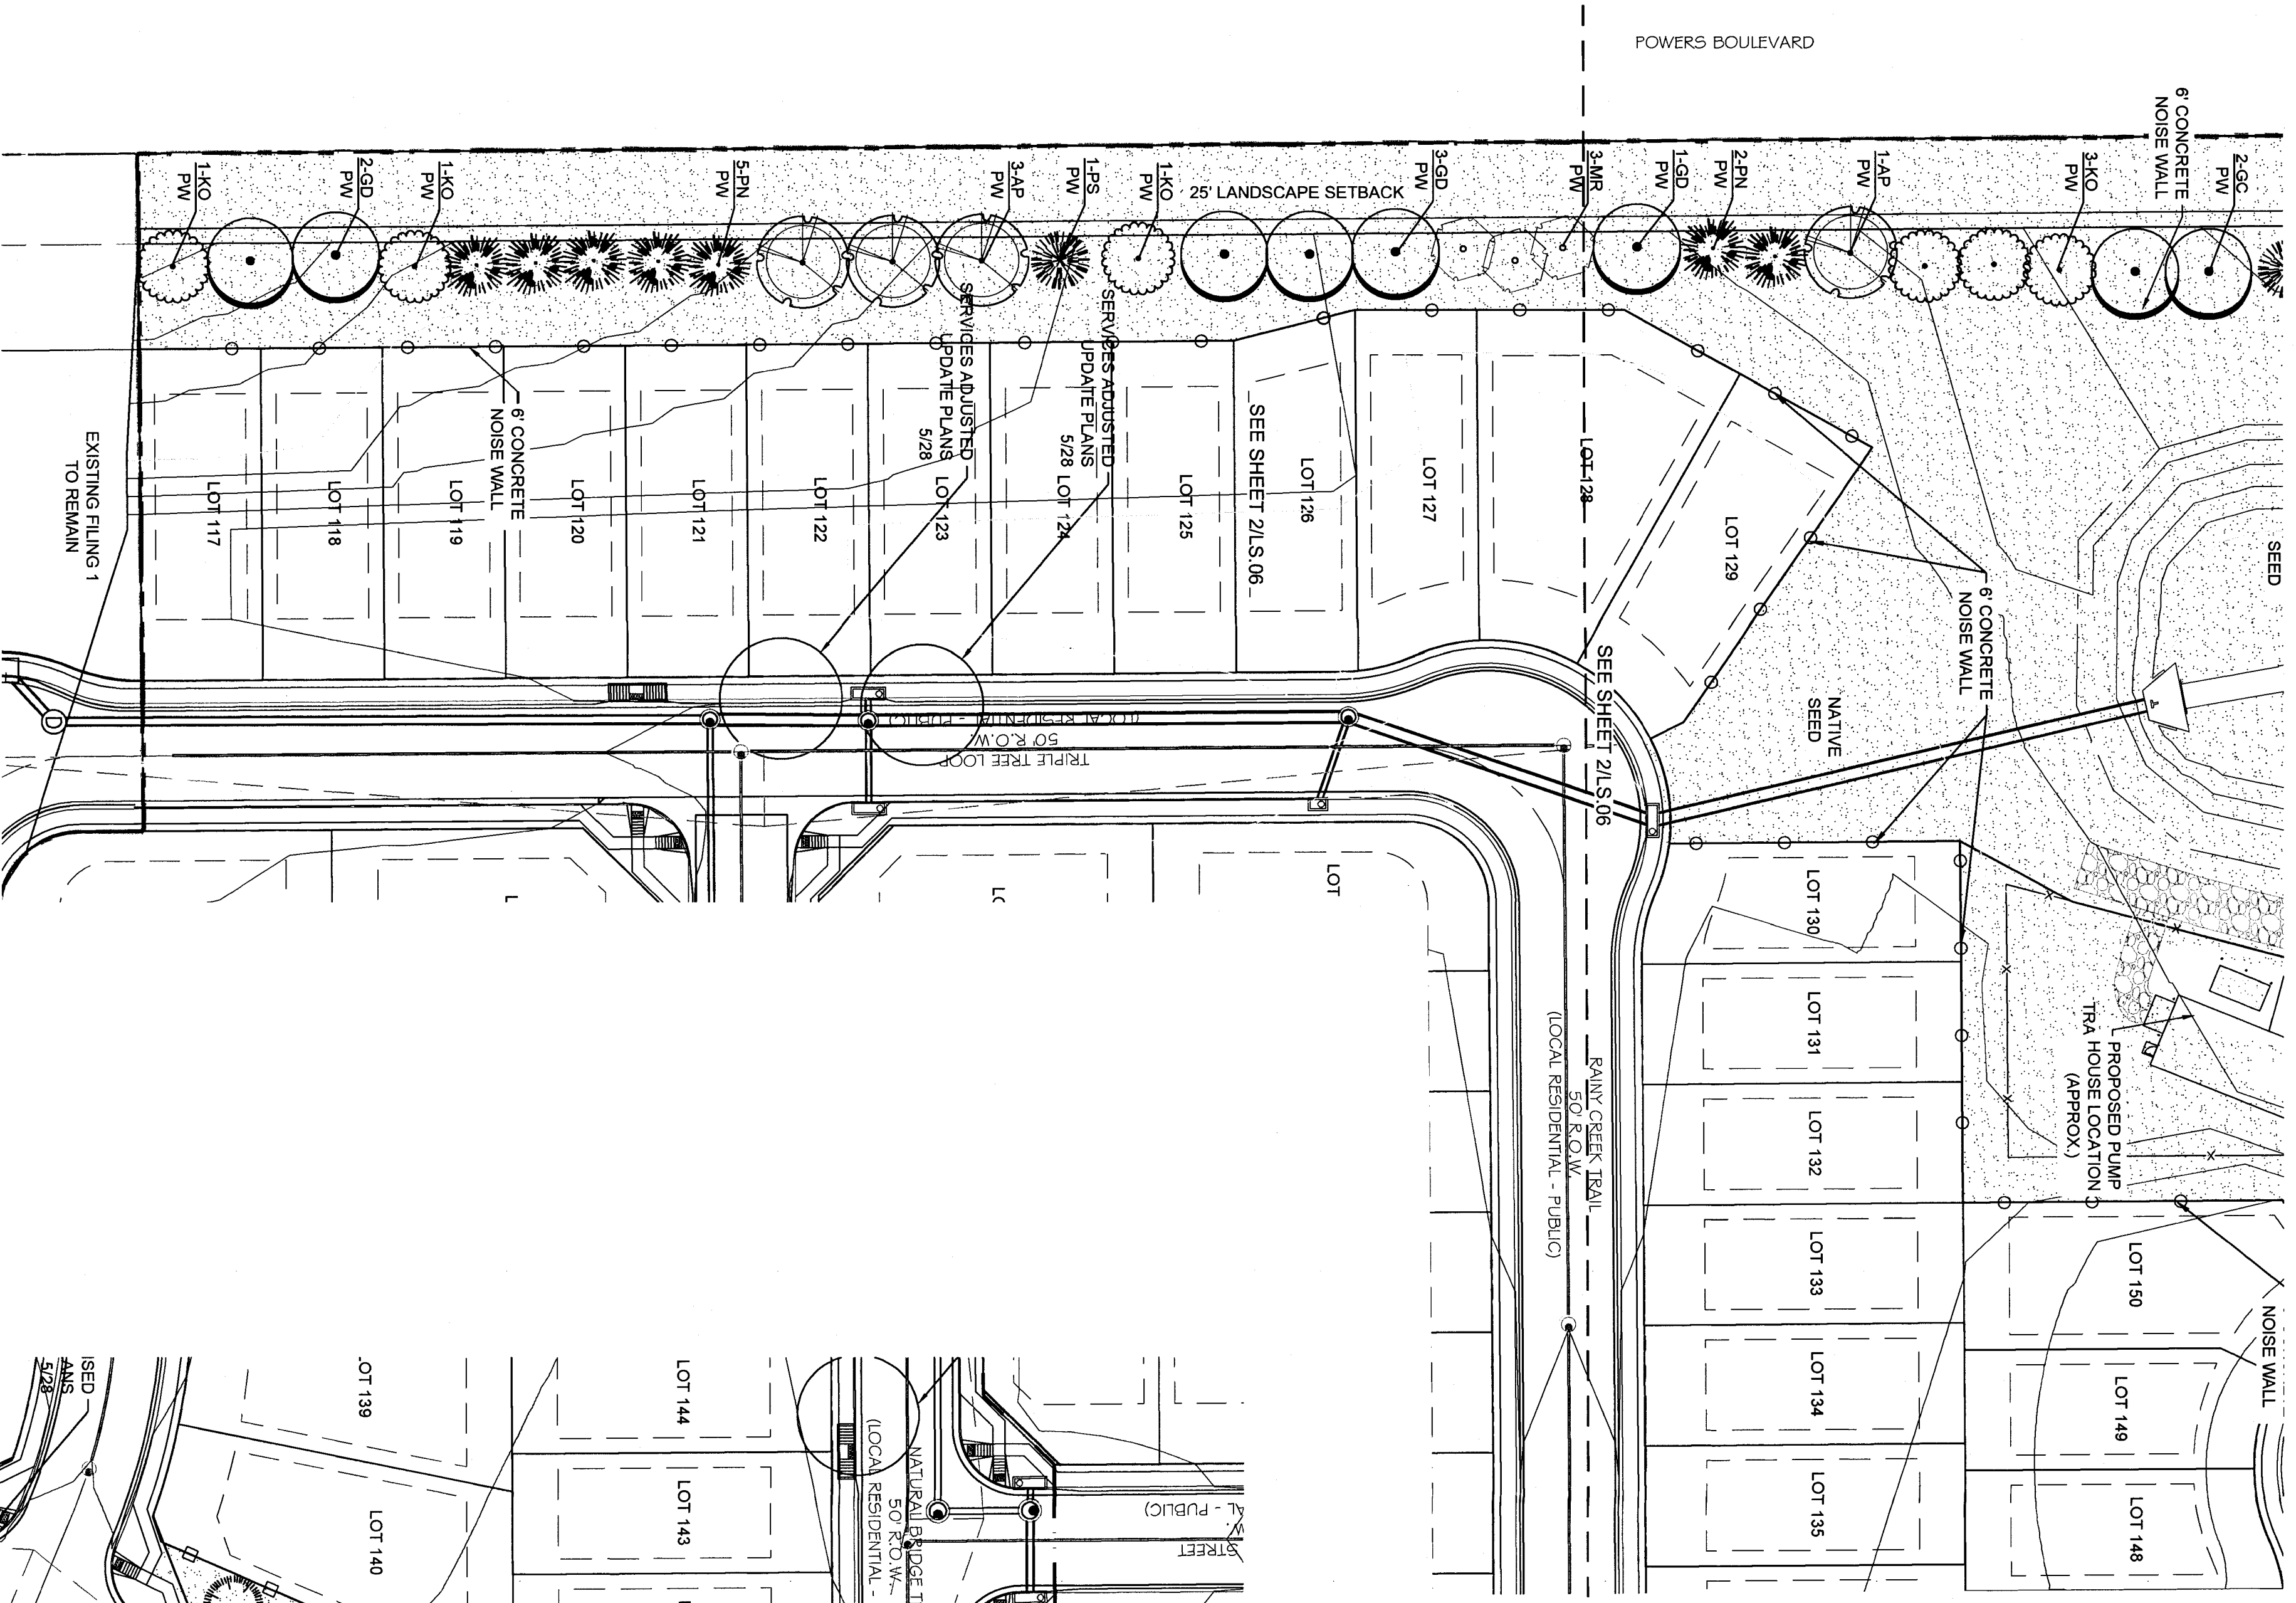 POWERS BOULEVARD
1-KO
PW
2-GD
PW
1-KO
PW
5-PN
PW
3-AP
PW
1-PS
PW
1-KO
PW
25' LANDSCAPE SETBACK
3-GD
PW
3-MR
PW
1-GD
PW
2-PN
PW
1-AP
PW
3-KO
PW
6' CONCRETE
NOISE WALL
2-GC
PW
EXISTING FILING 1
TO REMAIN
LOT 117
LOT 118
LOT 119
6' CONCRETE
NOISE WALL
LOT 120
LOT 121
LOT 122
SERVICES ADJUSTED
UPDATE PLANS
5/28
LOT 123
SERVICES ADJUSTED
UPDATE PLANS
5/28
LOT 124
LOT 125
SEE SHEET 2/LS.06
LOT 126
LOT 127
LOT 128
LOT 129
SEED
6' CONCRETE
NOISE WALL
NATIVE
SEED
SEE SHEET 2/LS.06
TRIPLE TREE LOOP
50' R.O.W.
(LOCAL RESIDENTIAL - PUBLIC)
D
L
LO
LOT
LOT 130
LOT 131
LOT 132
LOT 133
LOT 134
LOT 135
RAINY CREEK TRAIL
50' R.O.W.
(LOCAL RESIDENTIAL - PUBLIC)
PROPOSED PUMP
TRA HOUSE LOCATION
(APPROX.)
LOT 150
LOT 149
LOT 148
NOISE WALL
ISED
ANS
5/28
LOT 139
LOT 140
LOT 144
LOT 143
L
NATURAL BRIDGE T
50' R.O.W.
(LOCAL RESIDENTIAL -
STREET
W.
AL - PUBLIC)